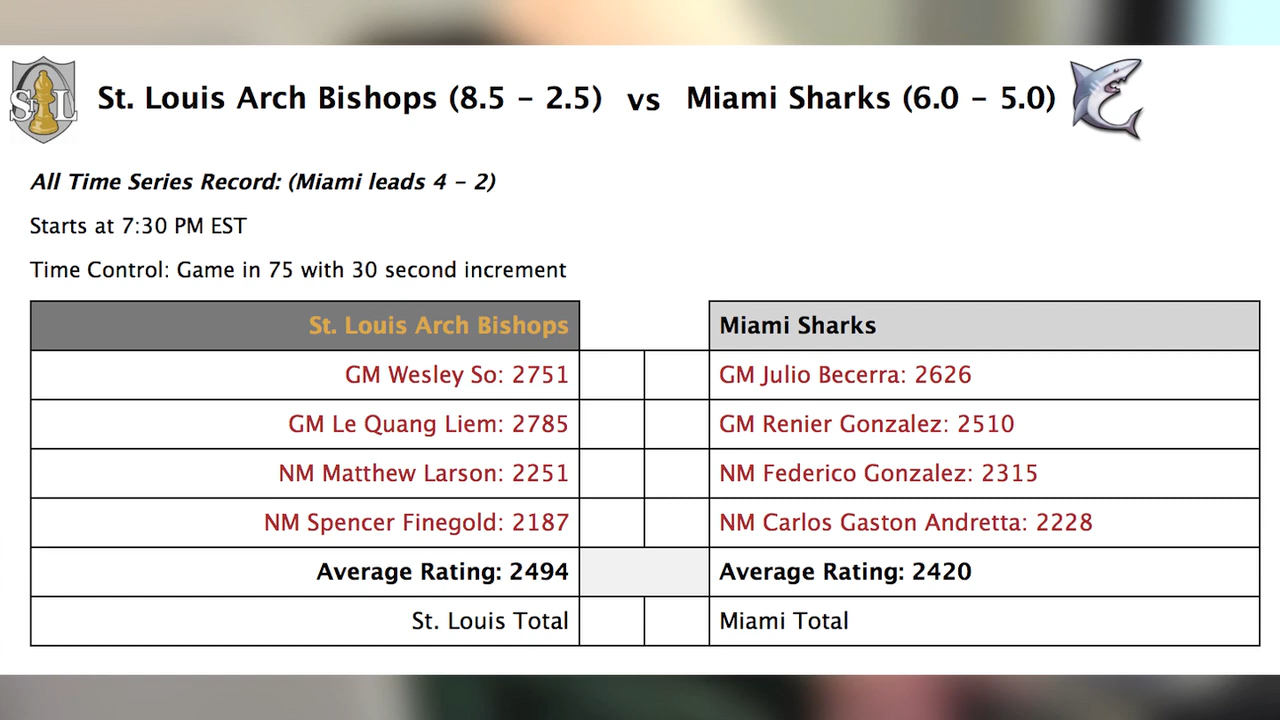 StL
St. Louis Arch Bishops (8.5 – 2.5) vs Miami Sharks (6.0 – 5.0)
All Time Series Record: (Miami leads 4 – 2)
Starts at 7:30 PM EST
Time Control: Game in 75 with 30 second increment
St. Louis Arch Bishops Miami Sharks
GM Wesley So: 2751 GM Julio Becerra: 2626
GM Le Quang Liem: 2785 GM Renier Gonzalez: 2510
NM Matthew Larson: 2251 NM Federico Gonzalez: 2315
NM Spencer Finegold: 2187 NM Carlos Gaston Andretta: 2228
Average Rating: 2494 Average Rating: 2420
St. Louis Total Miami Total